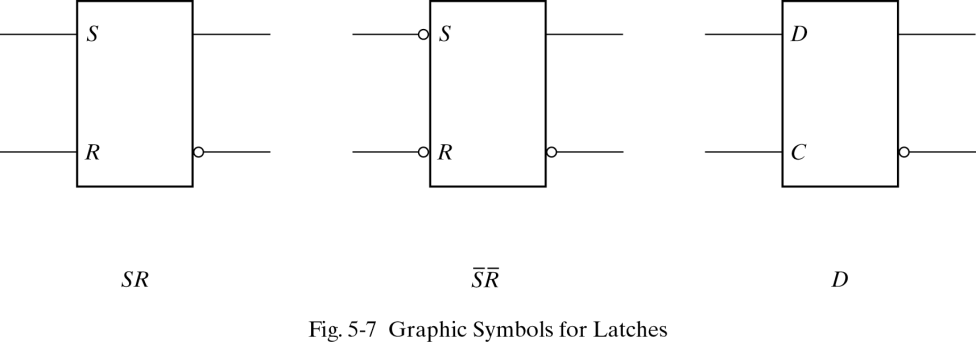 S S D
R R C
SR S̅R̅ D
Fig. 5-7 Graphic Symbols for Latches